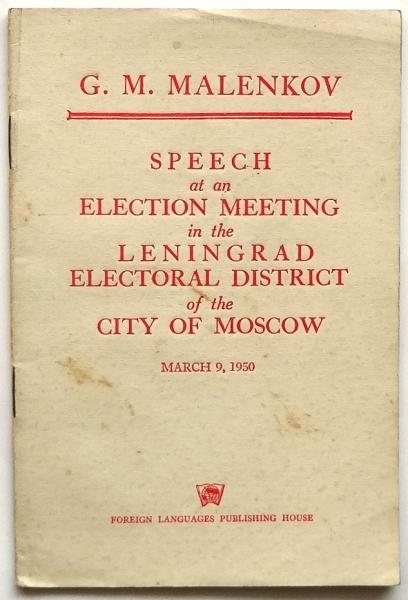 G. M. MALENKOV
SPEECH
at an
ELECTION MEETING
in the
LENINGRAD
ELECTORAL DISTRICT
of the
CITY OF MOSCOW
MARCH 9, 1950
FOREIGN LANGUAGES PUBLISHING HOUSE